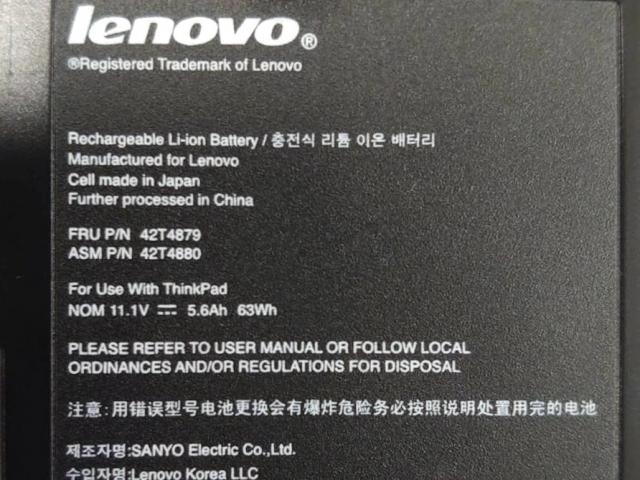 lenovo®
®Registered Trademark of Lenovo
Rechargeable Li-ion Battery / 충전식 리튬 이온 배터리
Manufactured for Lenovo
Cell made in Japan
Further processed in China
FRU P/N 42T4879
ASM P/N 42T4880
For Use With ThinkPad
NOM 11.1V ⎓ 5.6Ah 63Wh
PLEASE REFER TO USER MANUAL OR FOLLOW LOCAL
ORDINANCES AND/OR REGULATIONS FOR DISPOSAL
注意:用错误型号电池更换会有爆炸危险务必按照说明处置用完的电池
제조자명:SANYO Electric Co.,Ltd.
수입자명:Lenovo Korea LLC